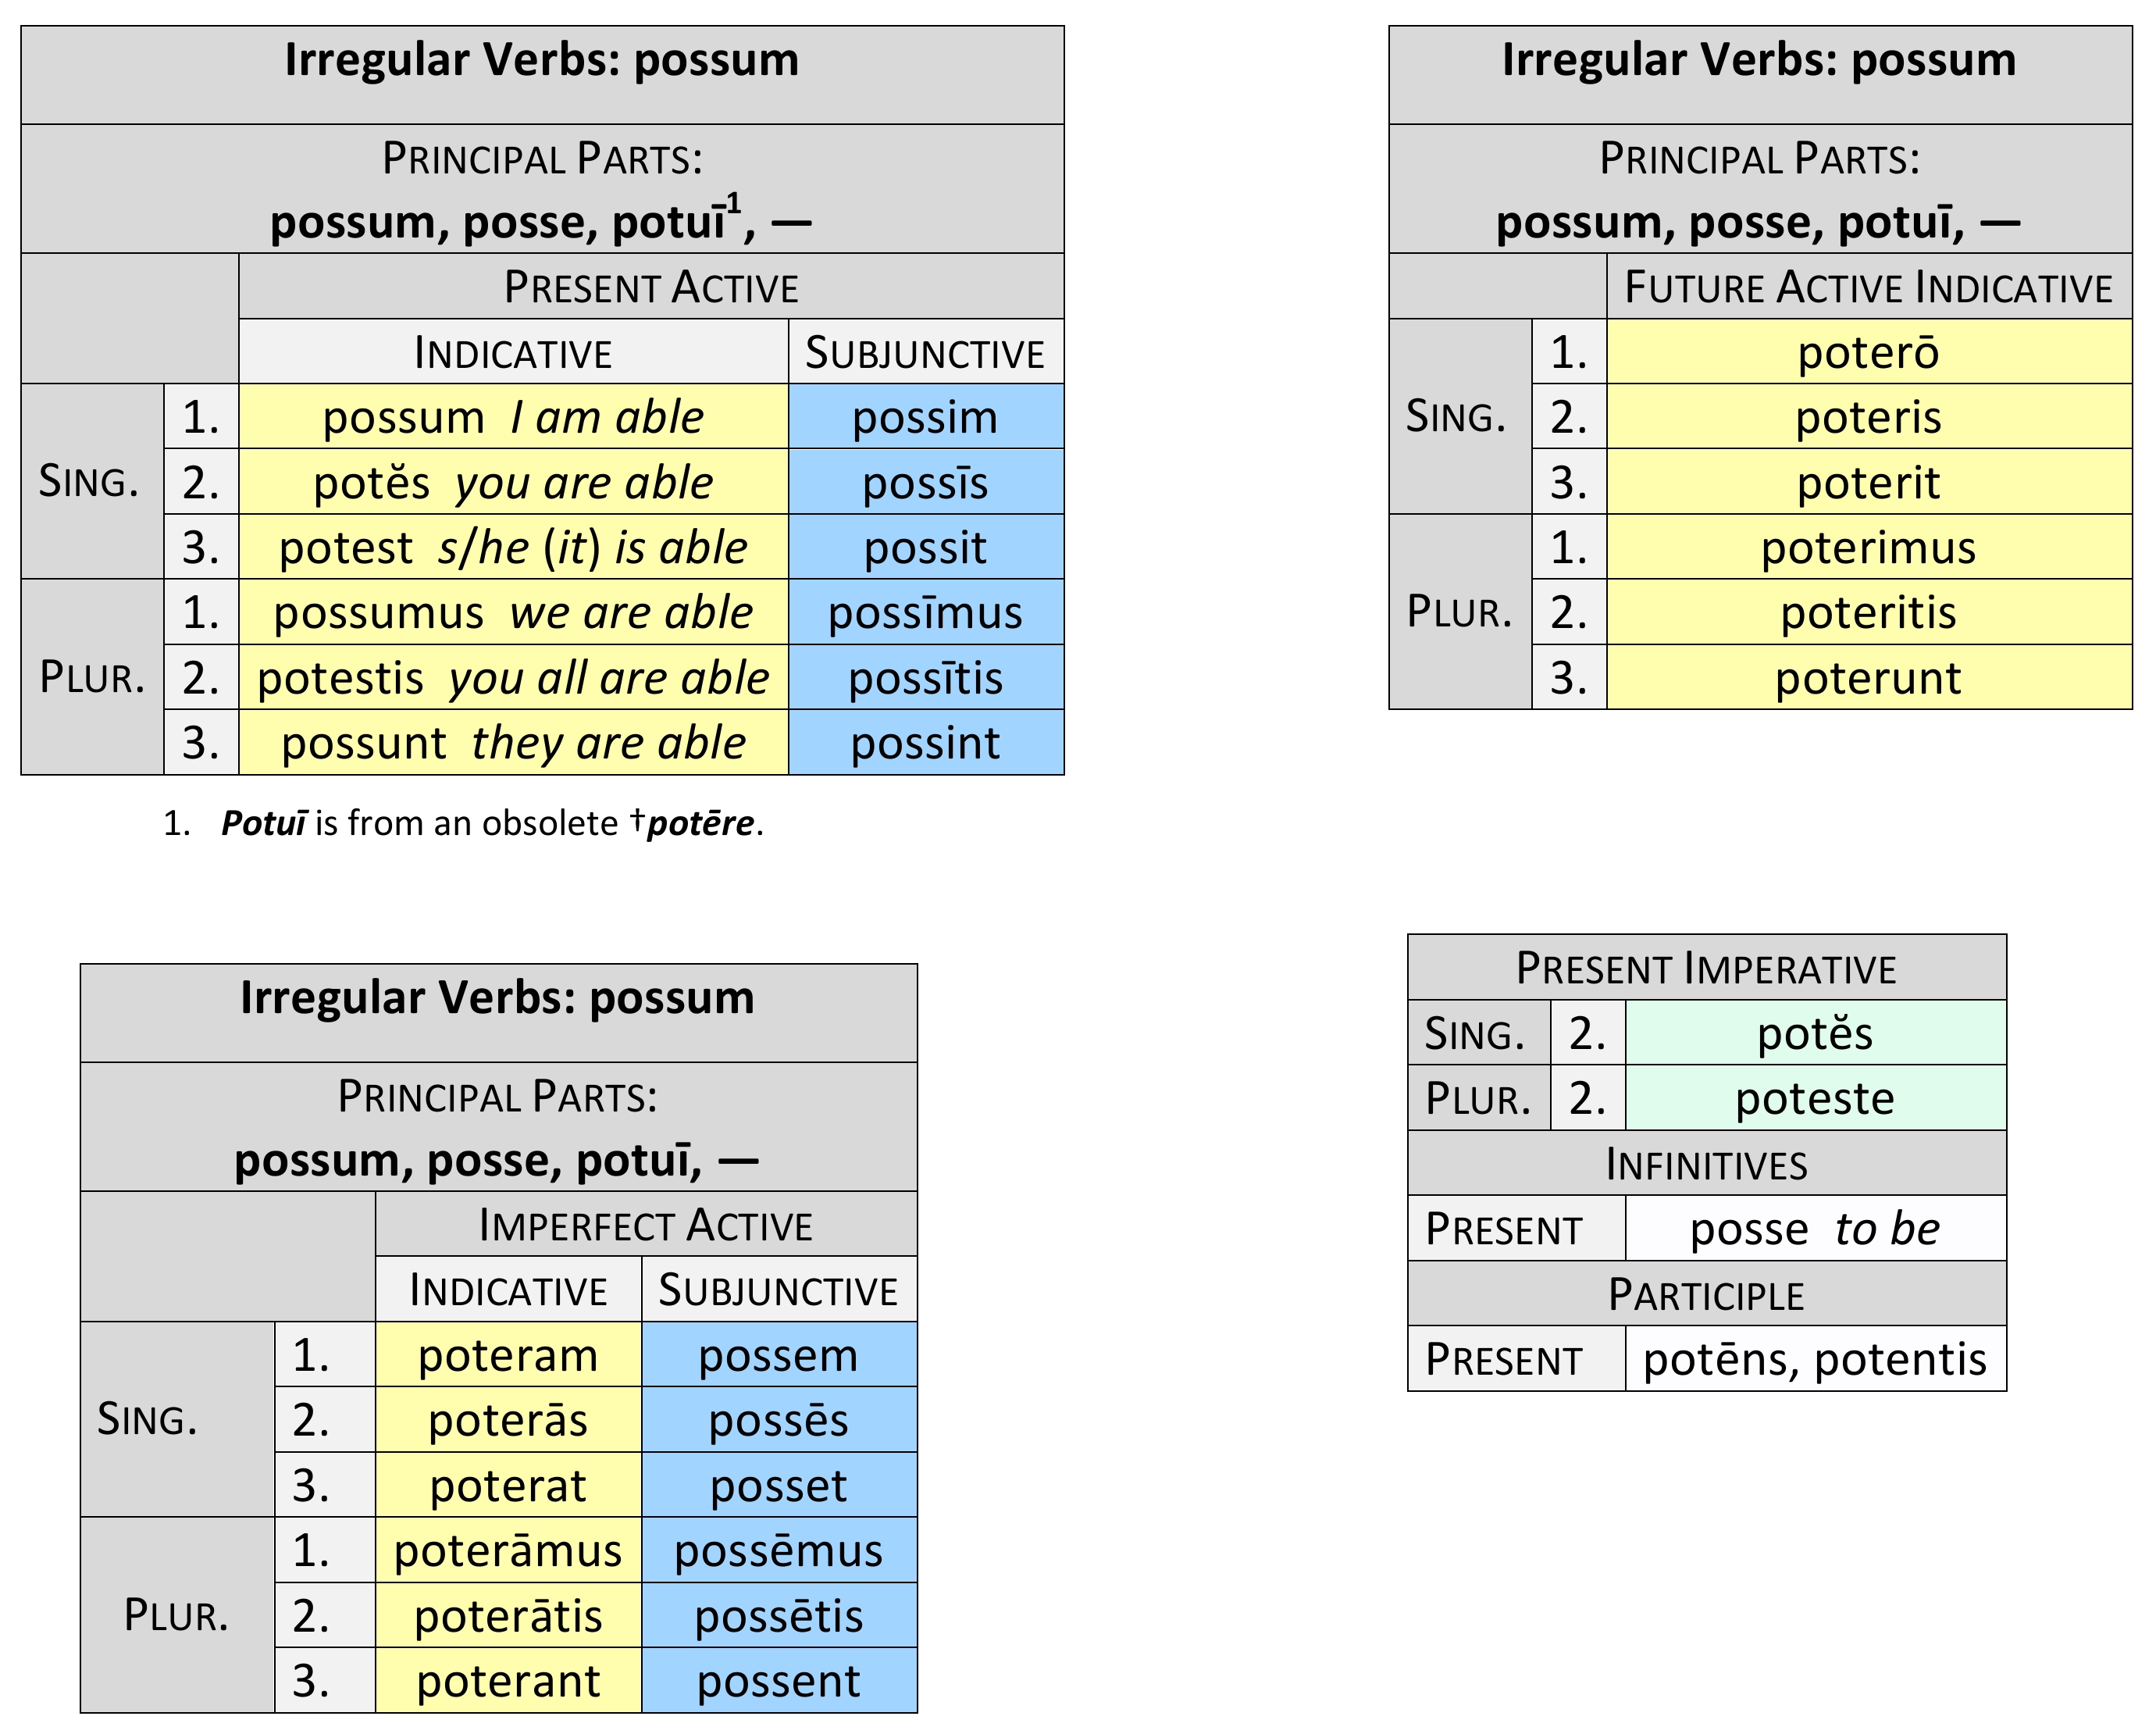 Irregular Verbs: possum
PRINCIPAL PARTS:
possum, posse, potuī¹, —
PRESENT ACTIVE
INDICATIVE SUBJUNCTIVE
SING. 1. possum I am able possim
2. potĕs you are able possīs
3. potest s/he (it) is able possit
PLUR. 1. possumus we are able possīmus
2. potestis you all are able possītis
3. possunt they are able possint
1. Potuī is from an obsolete †potēre.
Irregular Verbs: possum
PRINCIPAL PARTS:
possum, posse, potuī, —
FUTURE ACTIVE INDICATIVE
SING. 1. poterō
2. poteris
3. poterit
PLUR. 1. poterimus
2. poteritis
3. poterunt
Irregular Verbs: possum
PRINCIPAL PARTS:
possum, posse, potuī, —
IMPERFECT ACTIVE
INDICATIVE SUBJUNCTIVE
SING. 1. poteram possem
2. poterās possēs
3. poterat posset
PLUR. 1. poterāmus possēmus
2. poterātis possētis
3. poterant possent
PRESENT IMPERATIVE
SING. 2. potĕs
PLUR. 2. poteste
INFINITIVES
PRESENT posse to be
PARTICIPLE
PRESENT potēns, potentis